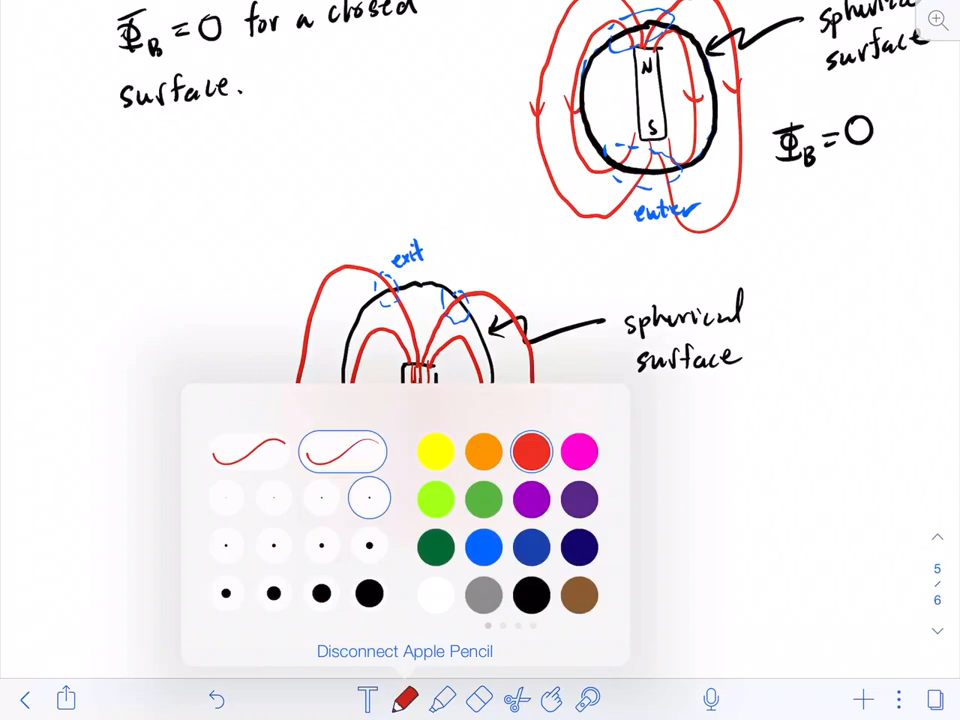 Φ_B = 0 for a closed
surface.
spherical
surface
N
S
Φ_B = 0
enter
exit
spherical
surface
Disconnect Apple Pencil
T
5
/
6